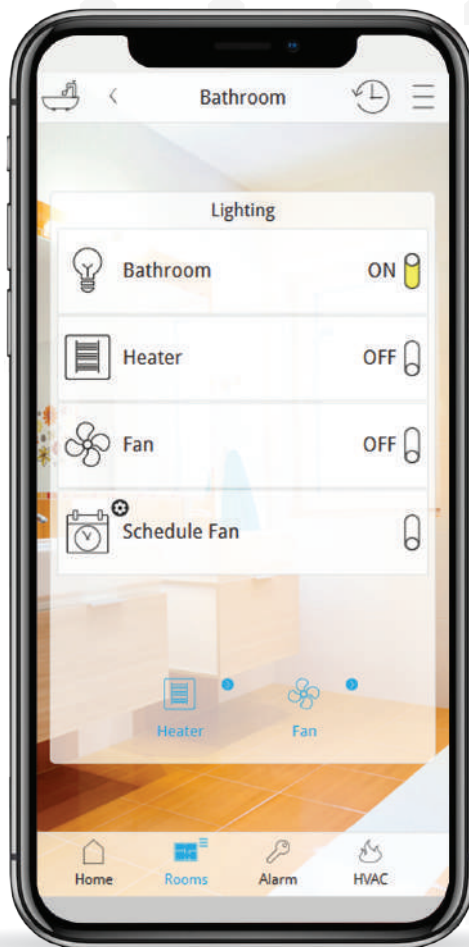 Bathroom
Lighting
Bathroom ON
Heater OFF
Fan OFF
Schedule Fan
Heater Fan
Home Rooms Alarm HVAC